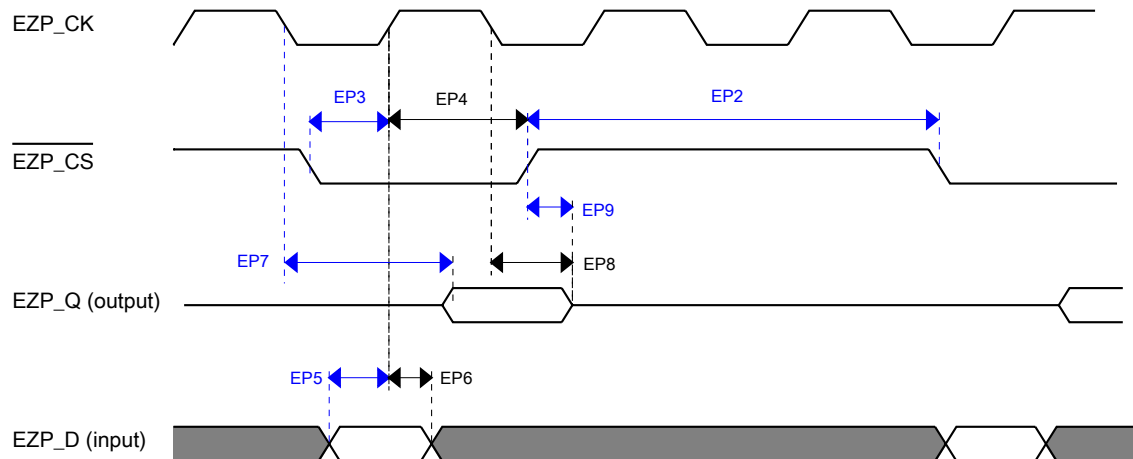 EZP_CK
EP3
EP4
EP2
EZP_CS
EP9
EP7
EP8
EZP_Q (output)
EP5
EP6
EZP_D (input)